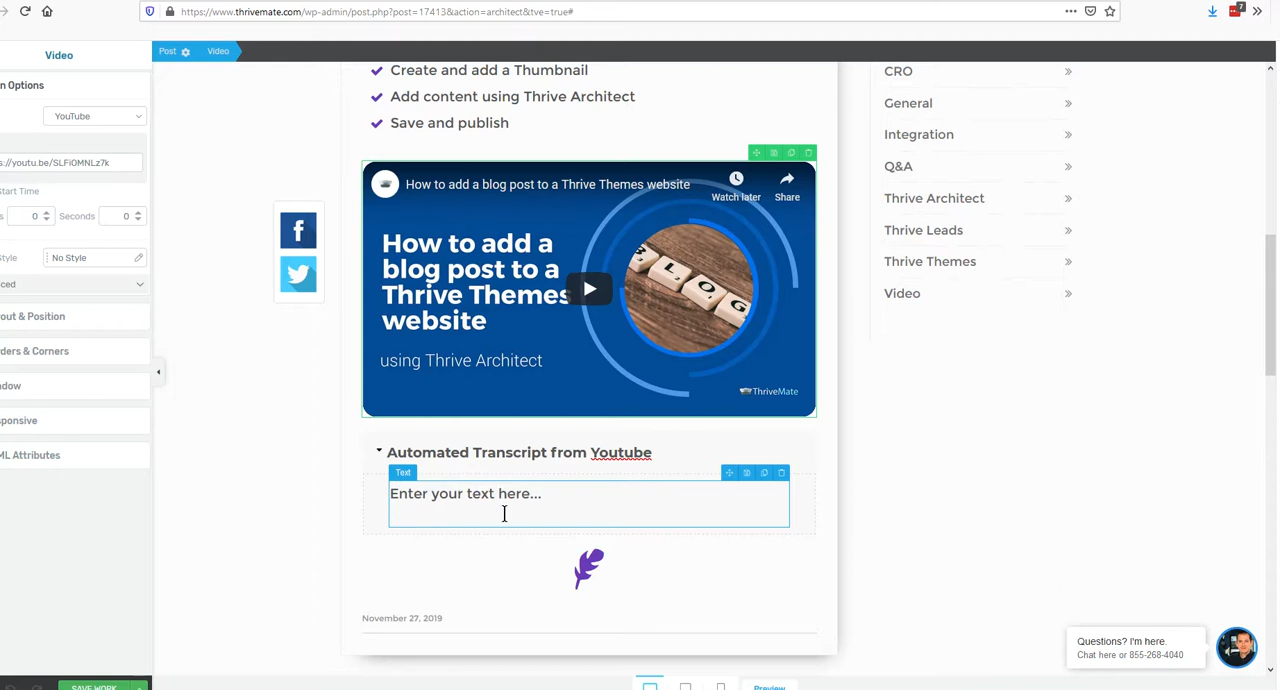 https://www.thrivemate.com/wp-admin/post.php?post=17413&action=architect&tve=true#
7
Video
Post
Video
n Options
YouTube
s://youtu.be/SLFiOMNLz7k
Start Time
s 0 Seconds 0
Style
No Style
ced
out & Position
ders & Corners
dow
ponsive
ML Attributes
SAVE WORK
Create and add a Thumbnail
Add content using Thrive Architect
Save and publish
How to add a blog post to a Thrive Themes website
Watch later
Share
How to add a
blog post to a
Thrive Themes
website
using Thrive Architect
BLOG
ThriveMate
Automated Transcript from Youtube
Text
Enter your text here...
November 27, 2019
CRO
General
Integration
Q&A
Thrive Architect
Thrive Leads
Thrive Themes
Video
Questions? I'm here.
Chat here or 855-268-4040
Preview